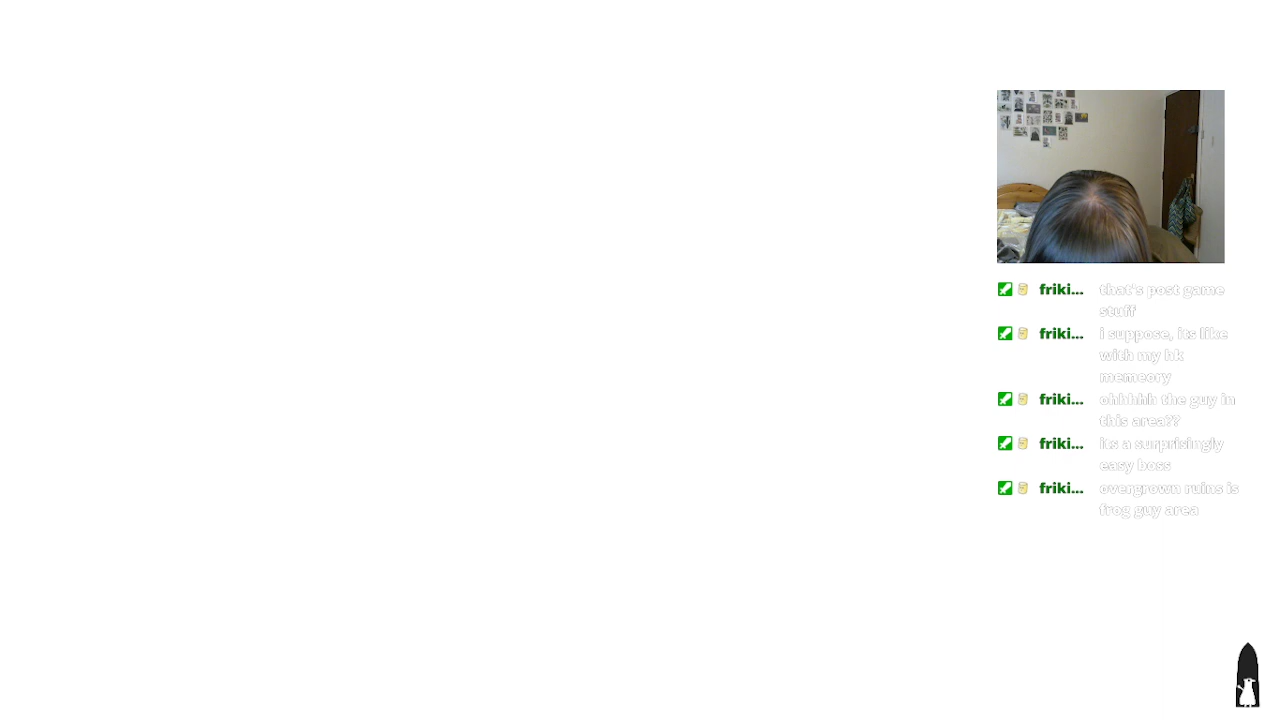 friki... that's post game
stuff
friki... i suppose, its like
with my hk
memeory
friki... ohhhhh the guy in
this area??
friki... its a surprisingly
easy boss
friki... overgrown ruins is
frog guy area